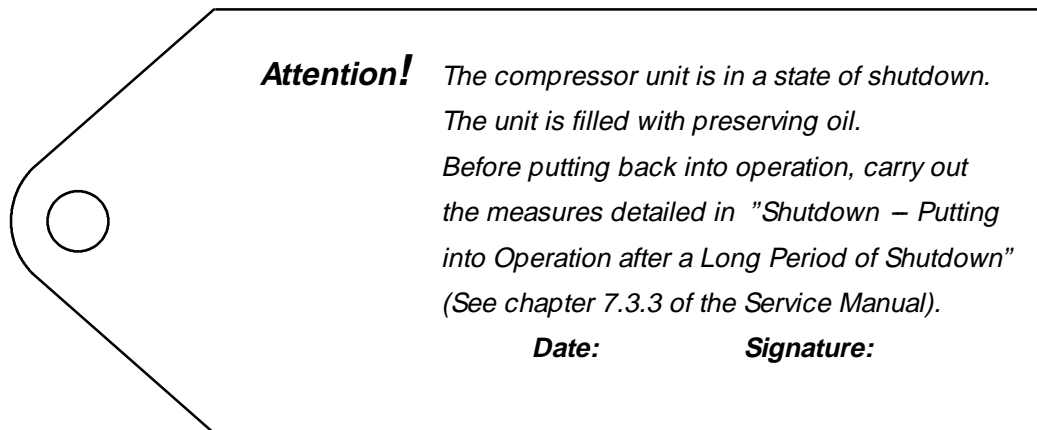 Attention! The compressor unit is in a state of shutdown.
The unit is filled with preserving oil.
Before putting back into operation, carry out
the measures detailed in ”Shutdown -- Putting
into Operation after a Long Period of Shutdown”
(See chapter 7.3.3 of the Service Manual).
Date: Signature: